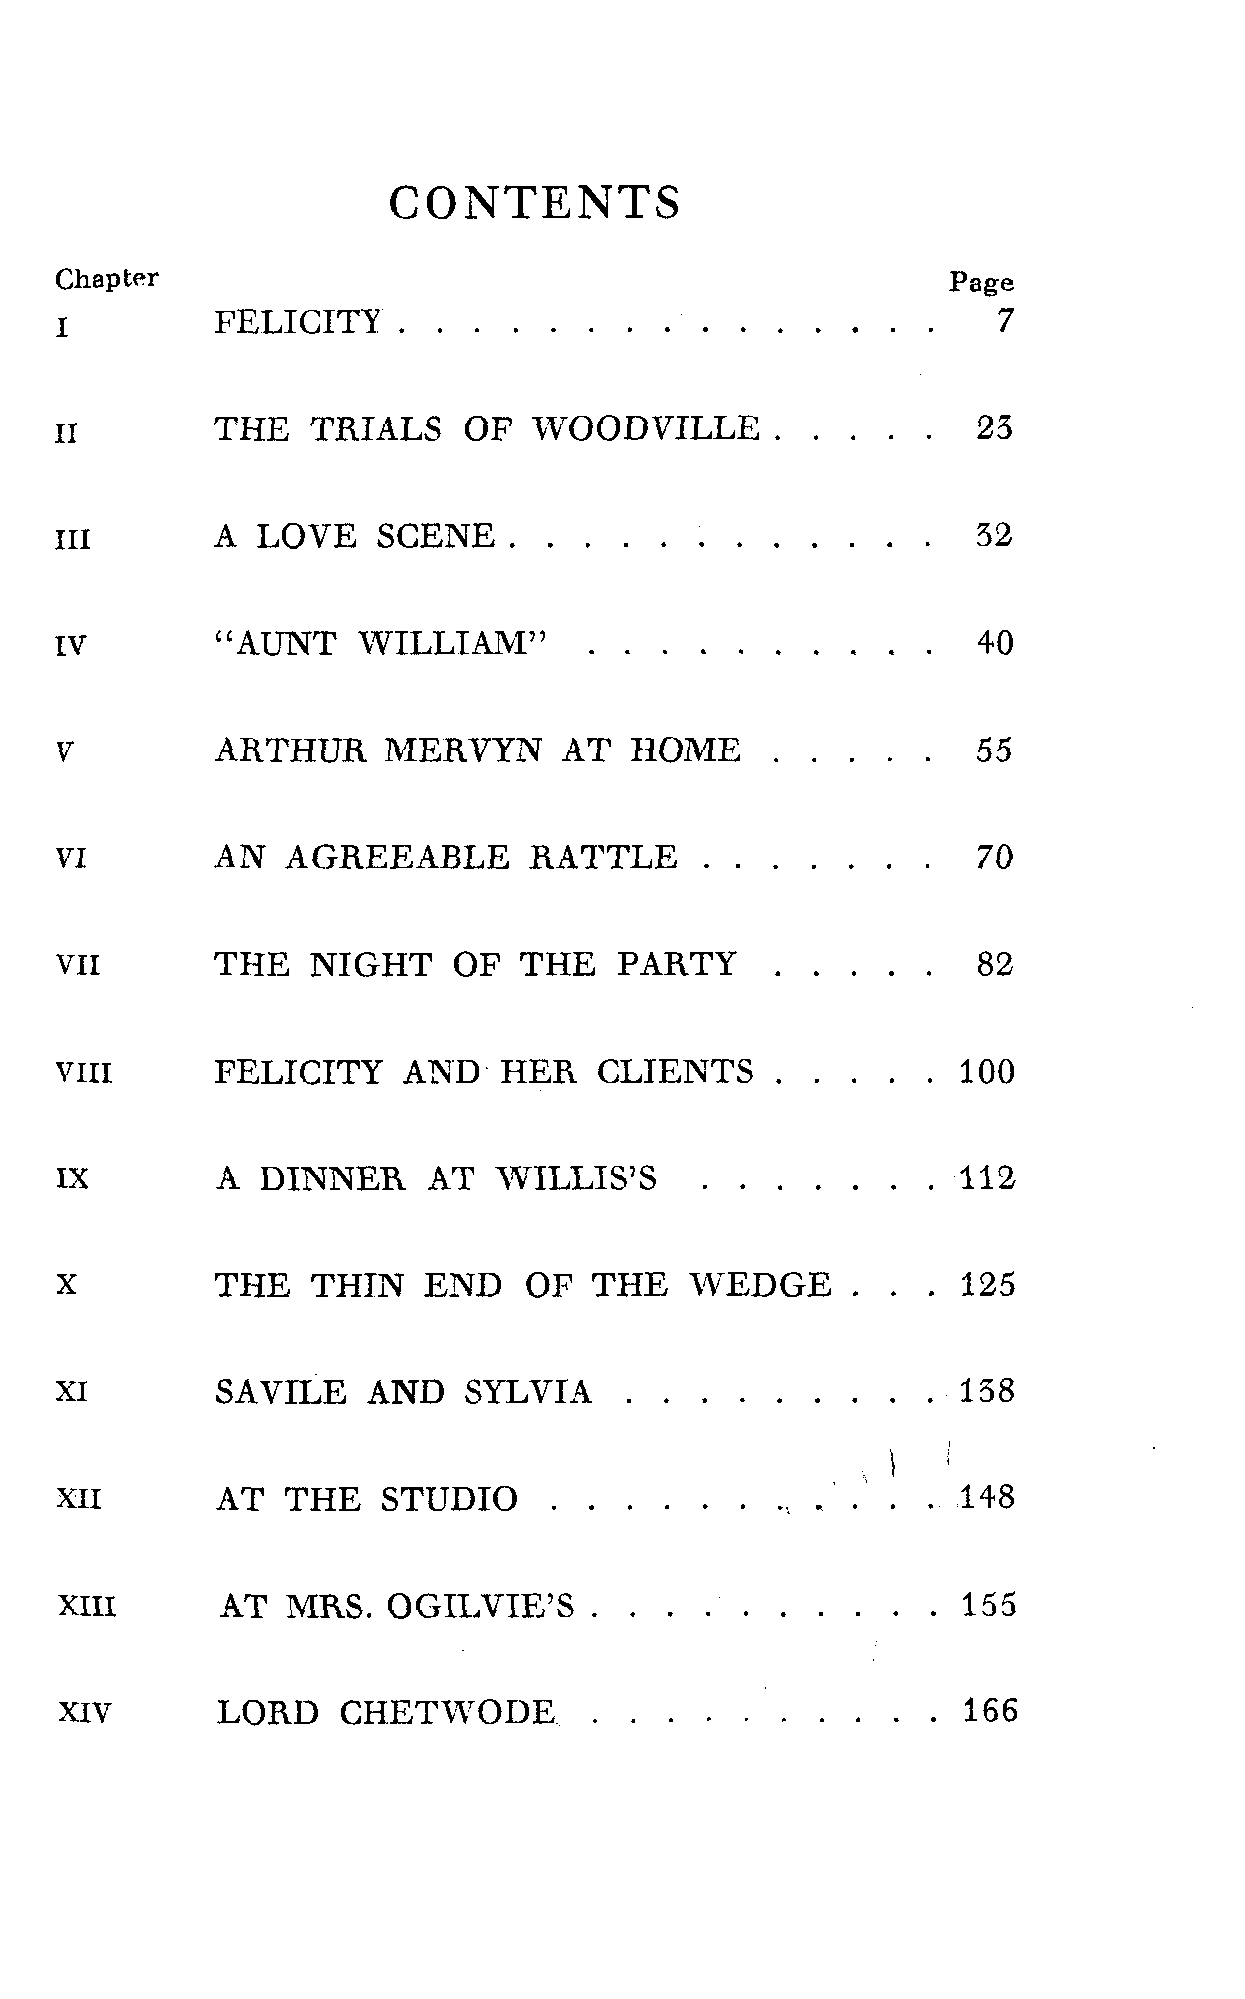 CONTENTS
Chapter Page
I FELICITY . . . . . . . . . . . . . . . 7
II THE TRIALS OF WOODVILLE . . . . . 23
III A LOVE SCENE . . . . . . . . . . . . 32
IV “AUNT WILLIAM” . . . . . . . . . . 40
V ARTHUR MERVYN AT HOME . . . . . 55
VI AN AGREEABLE RATTLE . . . . . . . 70
VII THE NIGHT OF THE PARTY . . . . . 82
VIII FELICITY AND HER CLIENTS . . . . . 100
IX A DINNER AT WILLIS’S . . . . . . . 112
X THE THIN END OF THE WEDGE . . . 125
XI SAVILE AND SYLVIA . . . . . . . . . 138
XII AT THE STUDIO . . . . . . . . . . . 148
XIII AT MRS. OGILVIE’S . . . . . . . . . . 155
XIV LORD CHETWODE . . . . . . . . . . 166